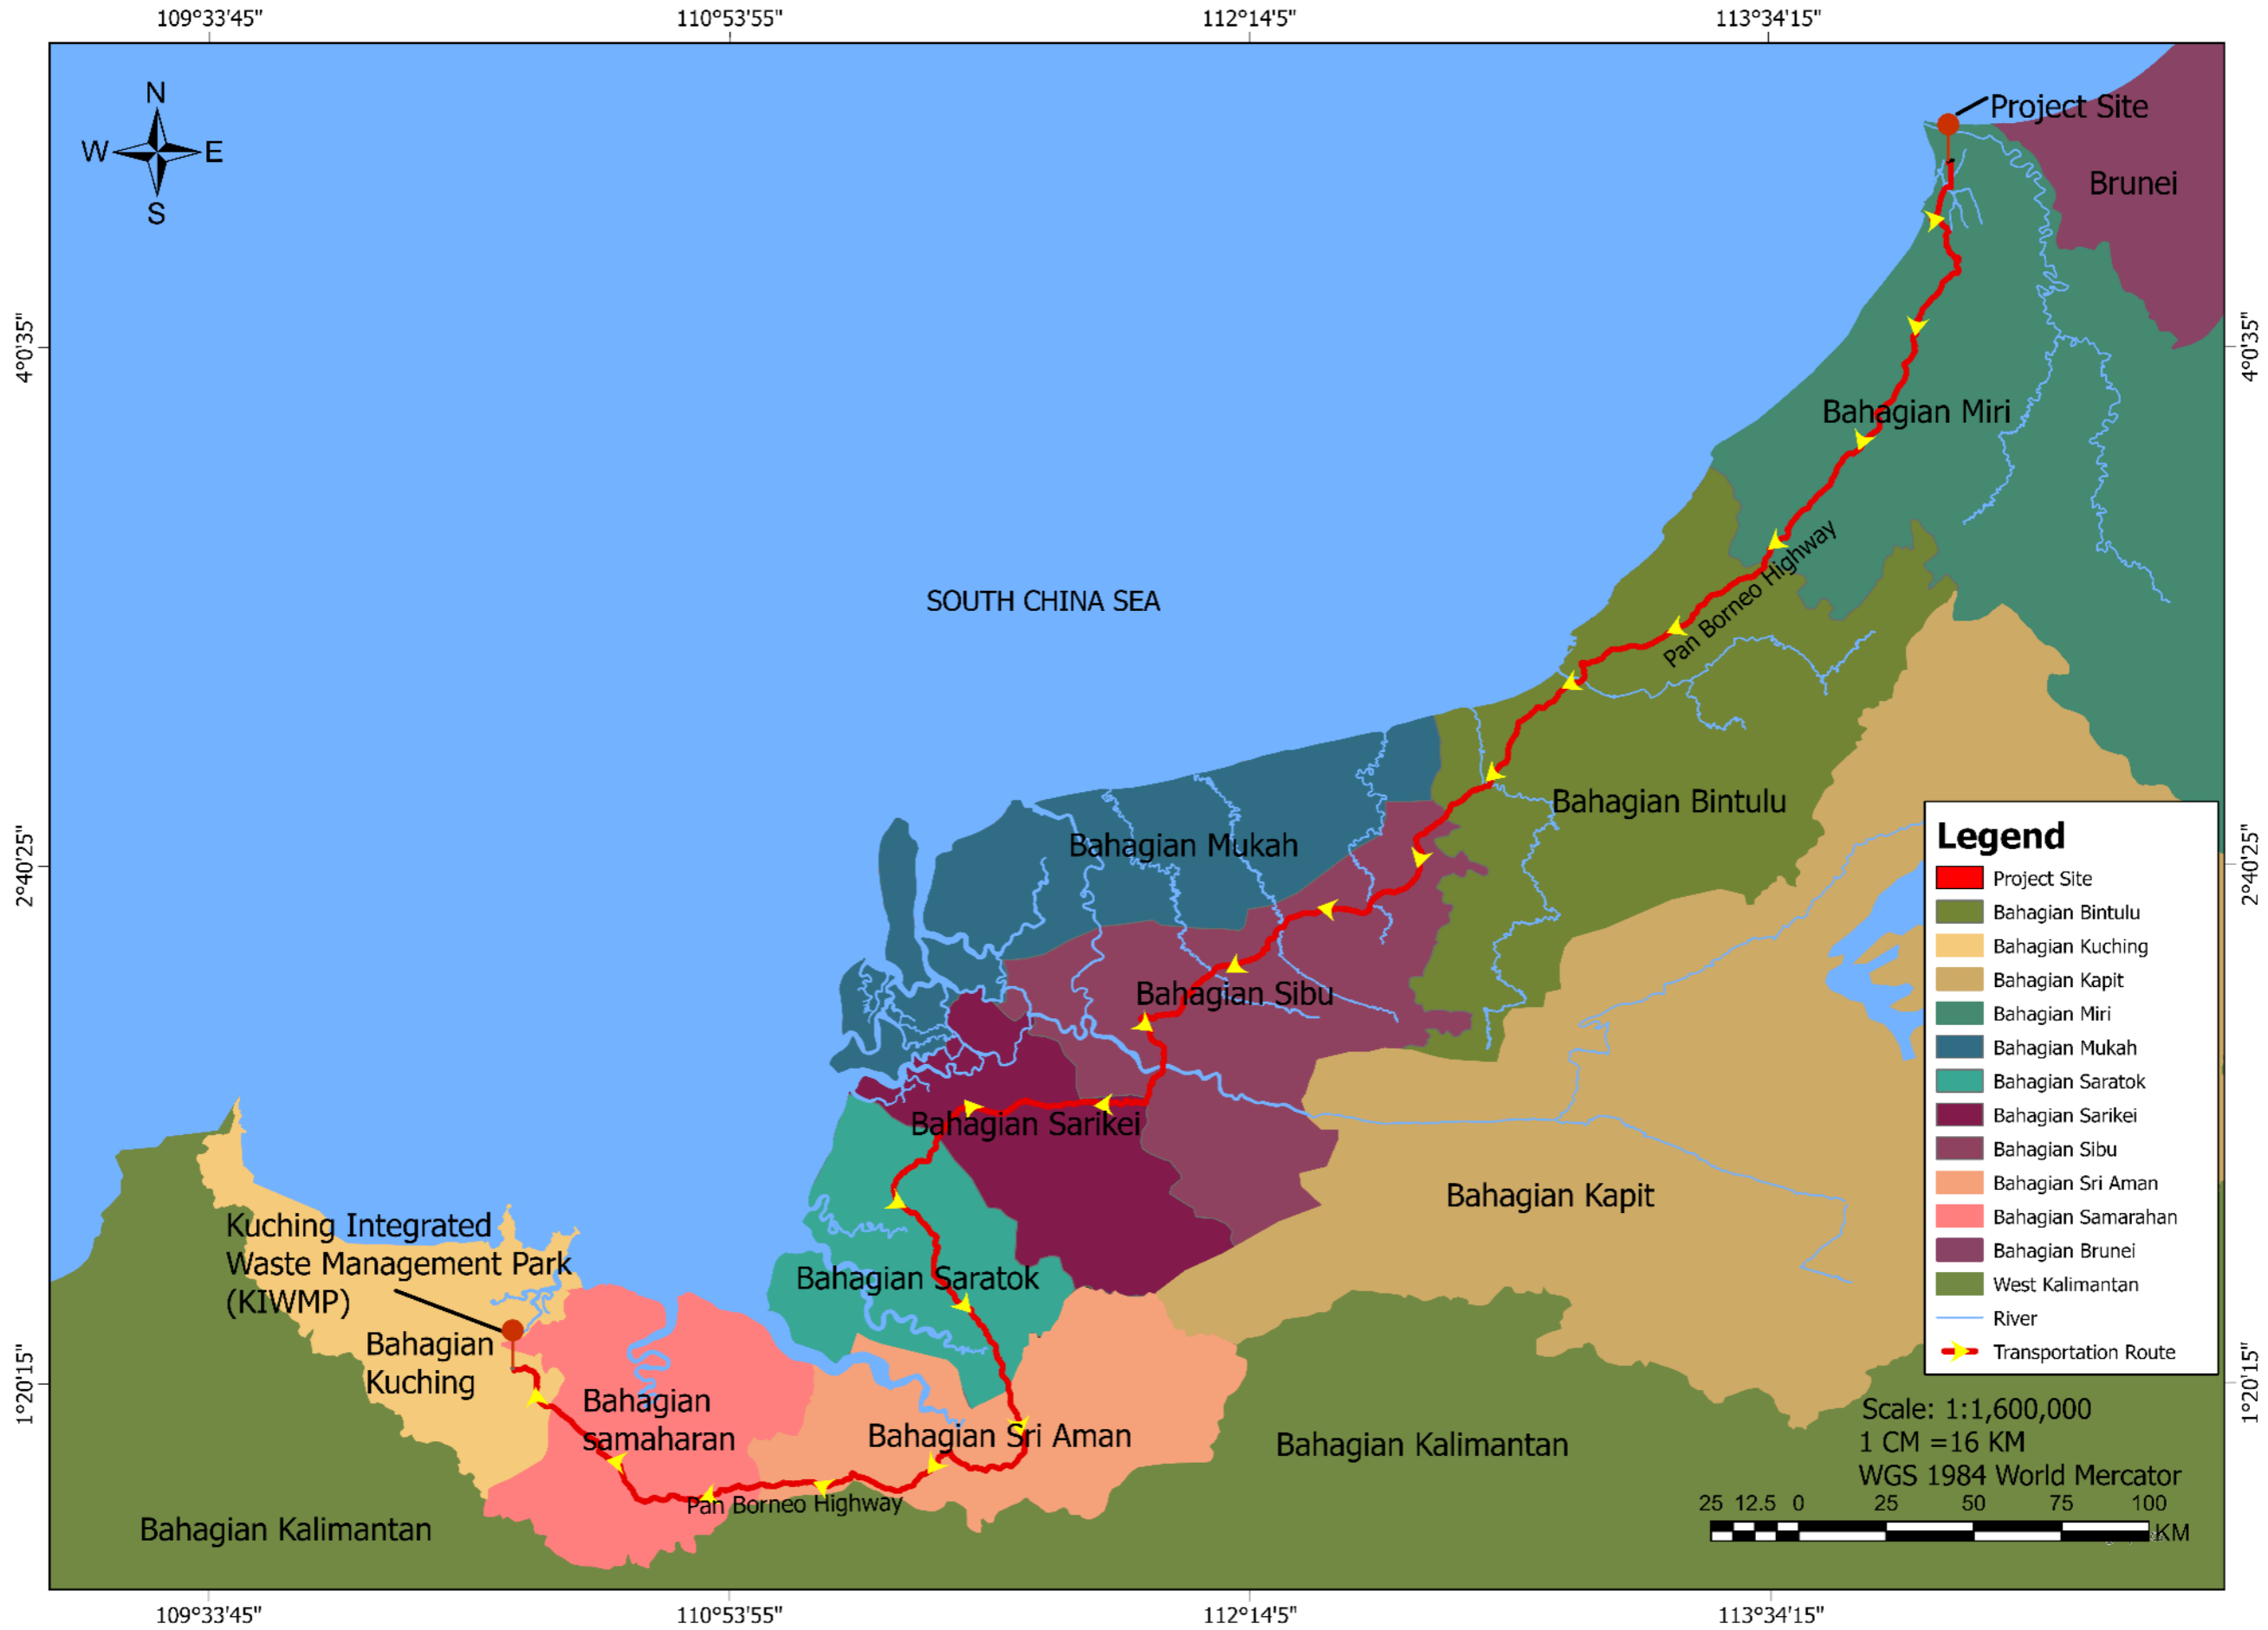 109°33'45" 110°53'55" 112°14'5" 113°34'15"
N
W E
S
Project Site
Brunei
4°0'35" 4°0'35"
Bahagian Miri
Pan Borneo Highway
SOUTH CHINA SEA
Bahagian Bintulu
Bahagian Mukah
2°40'25" 2°40'25"
Bahagian Sibu
Bahagian Sarikei
Bahagian Kapit
Kuching Integrated
Waste Management Park
(KIWMP)
Bahagian Saratok
Bahagian
Kuching
1°20'15" 1°20'15"
Bahagian
samaharan
Bahagian Sri Aman
Bahagian Kalimantan
Pan Borneo Highway
Bahagian Kalimantan
Legend
Project Site
Bahagian Bintulu
Bahagian Kuching
Bahagian Kapit
Bahagian Miri
Bahagian Mukah
Bahagian Saratok
Bahagian Sarikei
Bahagian Sibu
Bahagian Sri Aman
Bahagian Samarahan
Bahagian Brunei
West Kalimantan
River
Transportation Route
Scale: 1:1,600,000
1 CM =16 KM
WGS 1984 World Mercator
25 12.5 0 25 50 75 100
KM
109°33'45" 110°53'55" 112°14'5" 113°34'15"